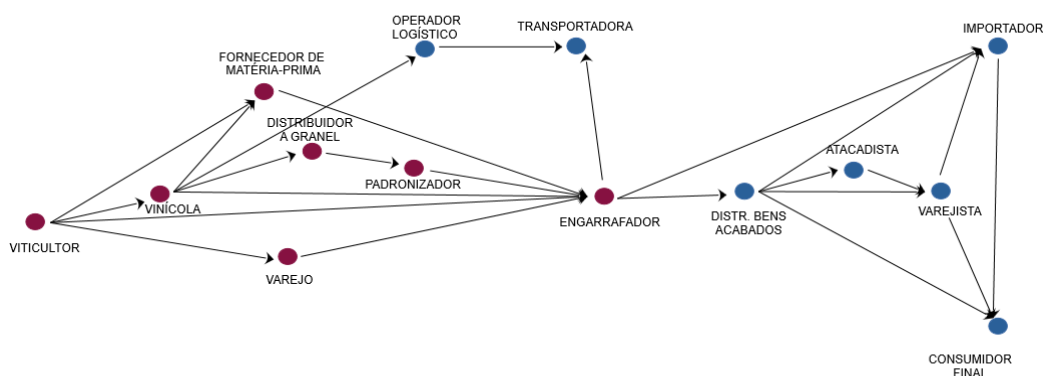 OPERADOR
LOGÍSTICO
TRANSPORTADORA
IMPORTADOR
FORNECEDOR DE
MATÉRIA-PRIMA
DISTRIBUIDOR
A GRANEL
PADRONIZADOR
ATACADISTA
VINÍCOLA
ENGARRAFADOR
DISTR. BENS
ACABADOS
VAREJISTA
VITICULTOR
VAREJO
CONSUMIDOR
FINAL